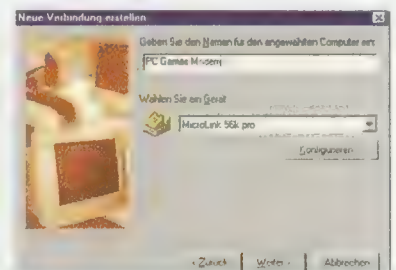 Neue Verbindung erstellen
Geben Sie den Namen für den angewählten Computer ein:
PC Games Modem
Wählen Sie ein Gerät
MicroLink 56k pro
Konfigurieren
< Zurück Weiter > Abbrechen